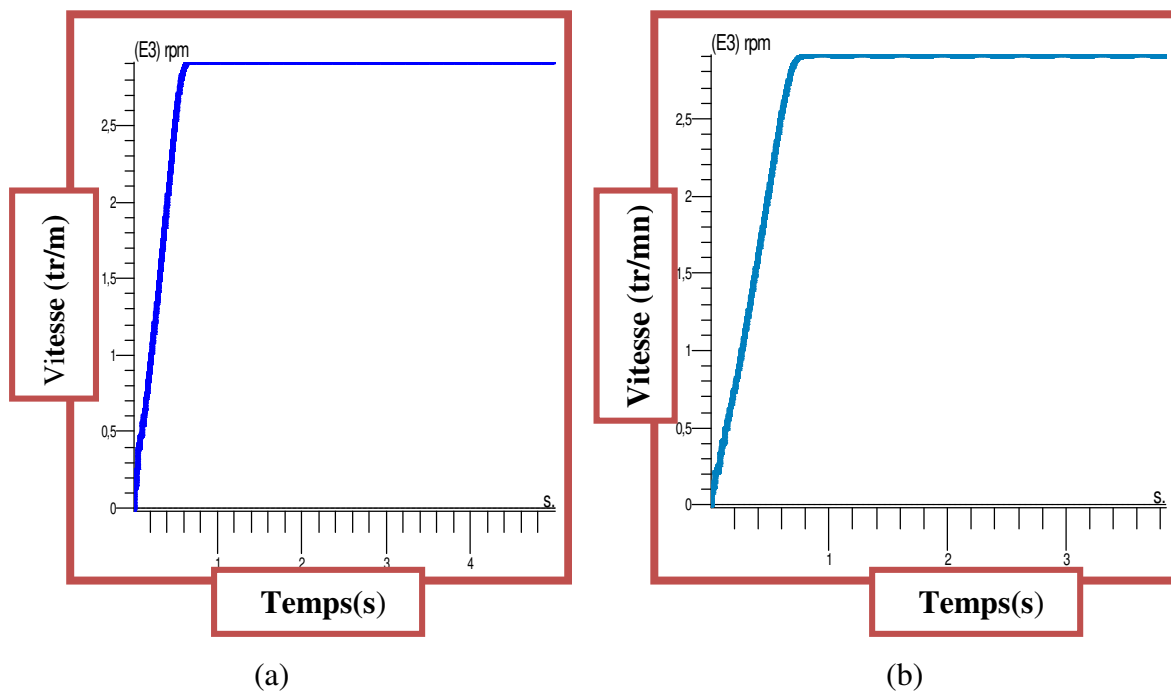 (E3) rpm
2,5
2
1,5
1
0,5
0
s.
1
2
3
4
Vitesse (tr/m)
Temps(s)
(a)
(E3) rpm
2,5
2
1,5
1
0,5
0
s.
1
2
3
Vitesse (tr/mn)
Temps(s)
(b)